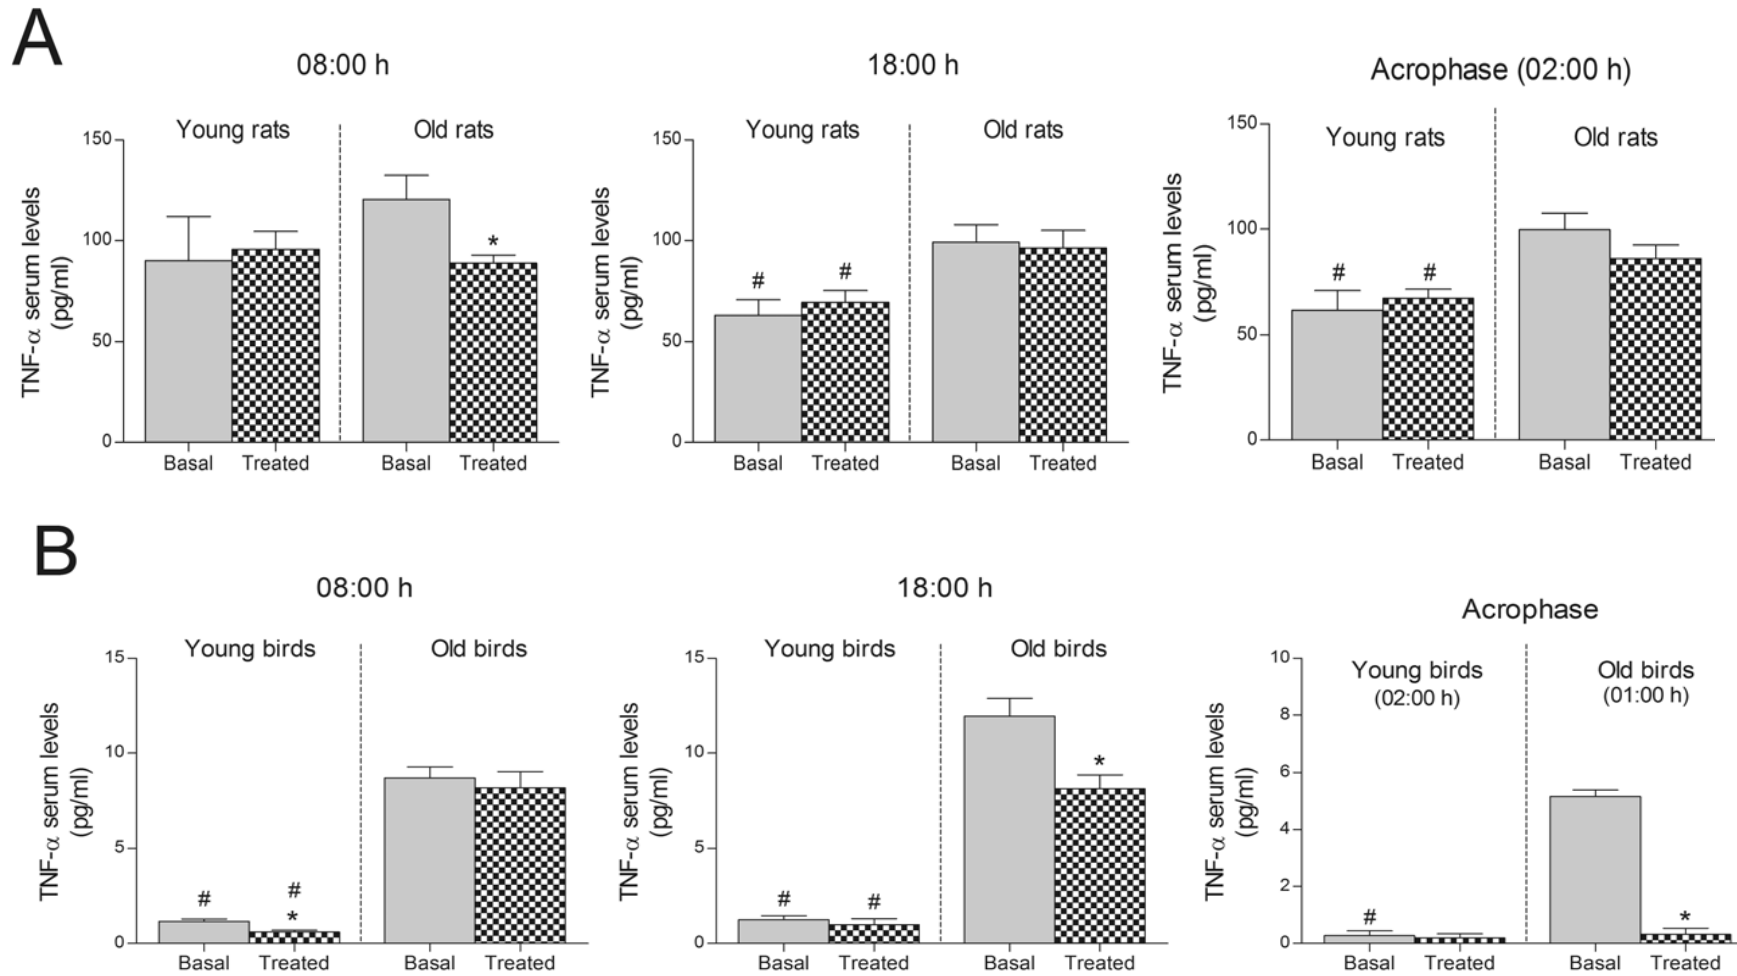 A
08:00 h
Young rats
Old rats
TNF-α serum levels
(pg/ml)
150
100
50
0
*
Basal Treated Basal Treated
18:00 h
Young rats
Old rats
TNF-α serum levels
(pg/ml)
150
100
50
0
# #
Basal Treated Basal Treated
Acrophase (02:00 h)
Young rats
Old rats
TNF-α serum levels
(pg/ml)
150
100
50
0
# #
Basal Treated Basal Treated
B
08:00 h
Young birds
Old birds
TNF-α serum levels
(pg/ml)
15
10
5
0
# #
*
Basal Treated Basal Treated
18:00 h
Young birds
Old birds
TNF-α serum levels
(pg/ml)
15
10
5
0
# #
*
Basal Treated Basal Treated
Acrophase
Young birds
(02:00 h)
Old birds
(01:00 h)
TNF-α serum levels
(pg/ml)
10
8
6
4
2
0
#
*
Basal Treated Basal Treated